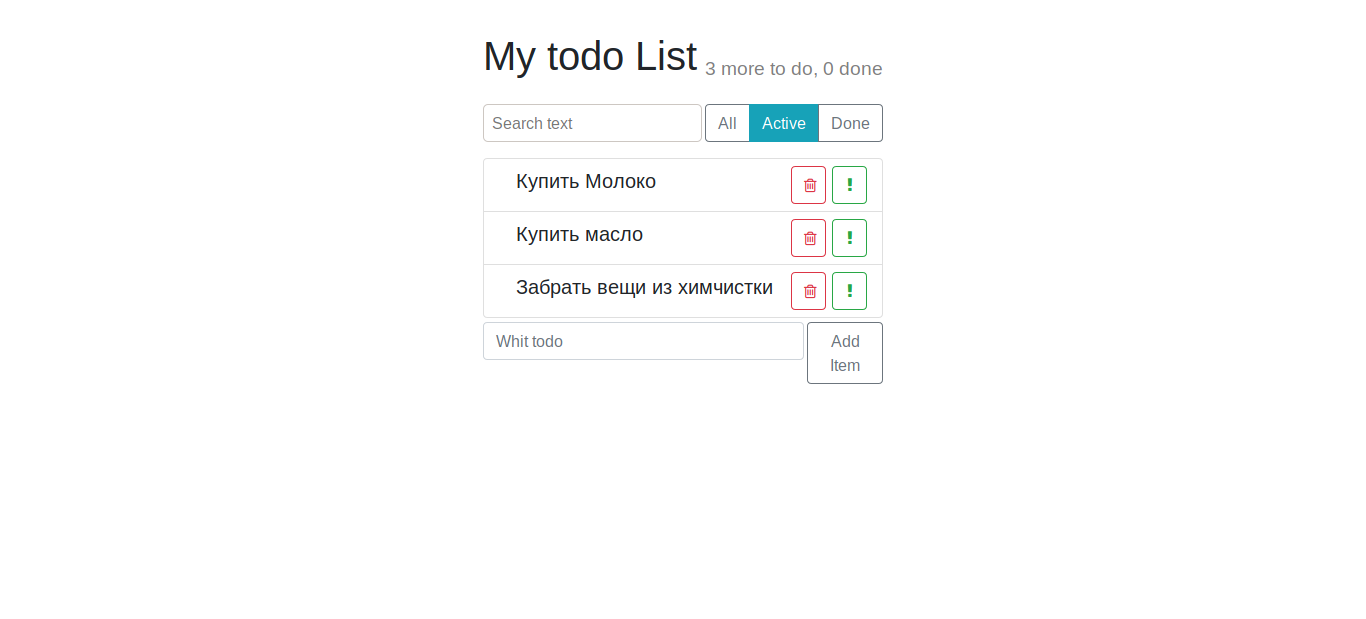 My todo List 3 more to do, 0 done
Search text All Active Done
Купить Молоко
Купить масло
Забрать вещи из химчистки
Whit todo Add
Item